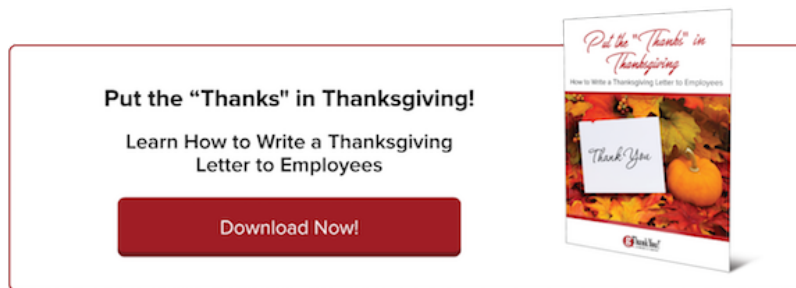 Put the “Thanks" in Thanksgiving!
Learn How to Write a Thanksgiving
Letter to Employees
Download Now!
Put the "Thanks" in
Thanksgiving
How to Write a Thanksgiving Letter to Employees
Thank You
gThankYou!